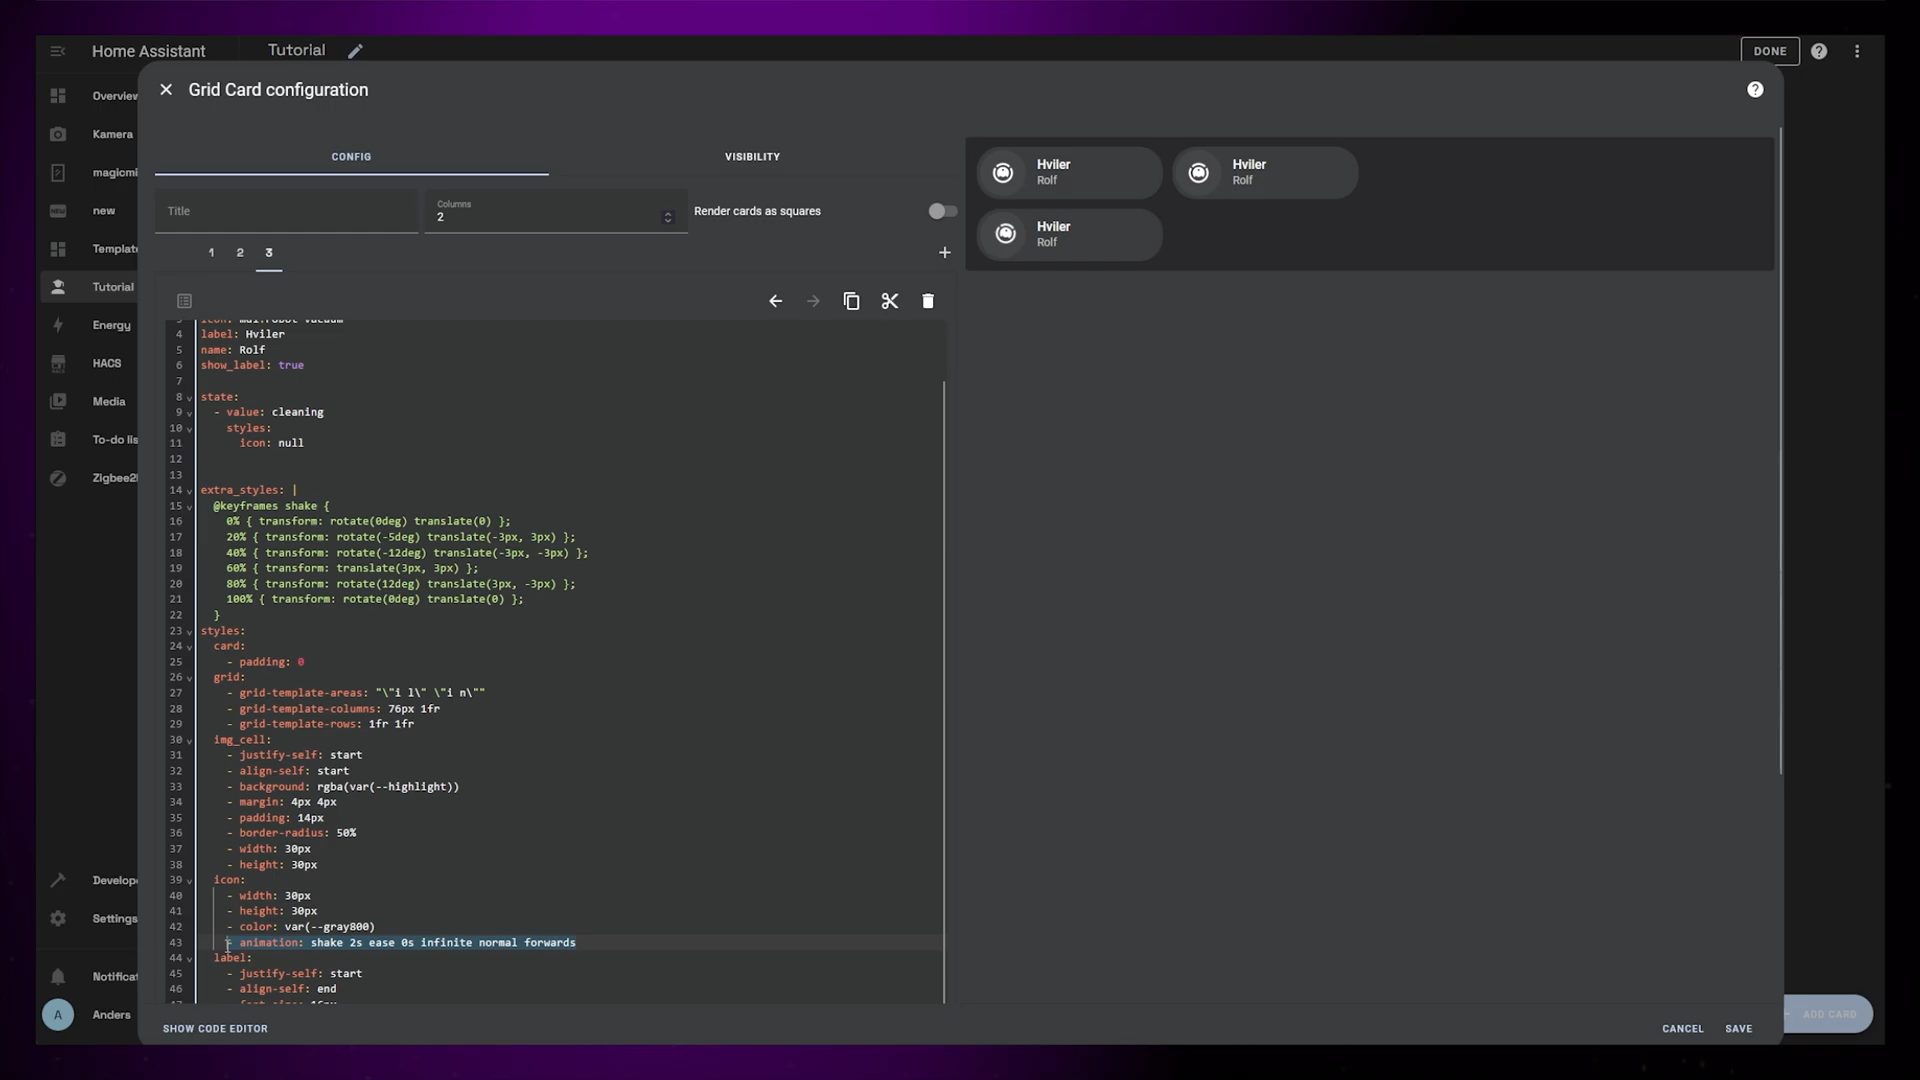 Home Assistant
Tutorial
DONE
Overview
Kamera
magicmi
new
Templat
Tutorial
Energy
HACS
Media
To-do lis
Zigbee2
Develop
Settings
Notificat
A
Anders
Grid Card configuration
CONFIG
VISIBILITY
Title
Columns
2
Render cards as squares
1 2 3
4 label: Hviler
5 name: Rolf
6 show_label: true
7
8 state:
9 - value: cleaning
10 styles:
11 icon: null
12
13
14 extra_styles: |
15 @keyframes shake {
16 0% { transform: rotate(0deg) translate(0) };
17 20% { transform: rotate(-5deg) translate(-3px, 3px) };
18 40% { transform: rotate(-12deg) translate(-3px, -3px) };
19 60% { transform: translate(3px, 3px) };
20 80% { transform: rotate(12deg) translate(3px, -3px) };
21 100% { transform: rotate(0deg) translate(0) };
22 }
23 styles:
24 card:
25 - padding: 0
26 grid:
27 - grid-template-areas: "\"i l\" \"i n\""
28 - grid-template-columns: 76px 1fr
29 - grid-template-rows: 1fr 1fr
30 img_cell:
31 - justify-self: start
32 - align-self: start
33 - background: rgba(var(--highlight))
34 - margin: 4px 4px
35 - padding: 14px
36 - border-radius: 50%
37 - width: 30px
38 - height: 30px
39 icon:
40 - width: 30px
41 - height: 30px
42 - color: var(--gray800)
43 - animation: shake 2s ease 0s infinite normal forwards
44 label:
45 - justify-self: start
46 - align-self: end
SHOW CODE EDITOR
Hviler
Rolf
Hviler
Rolf
Hviler
Rolf
CANCEL
SAVE
ADD CARD